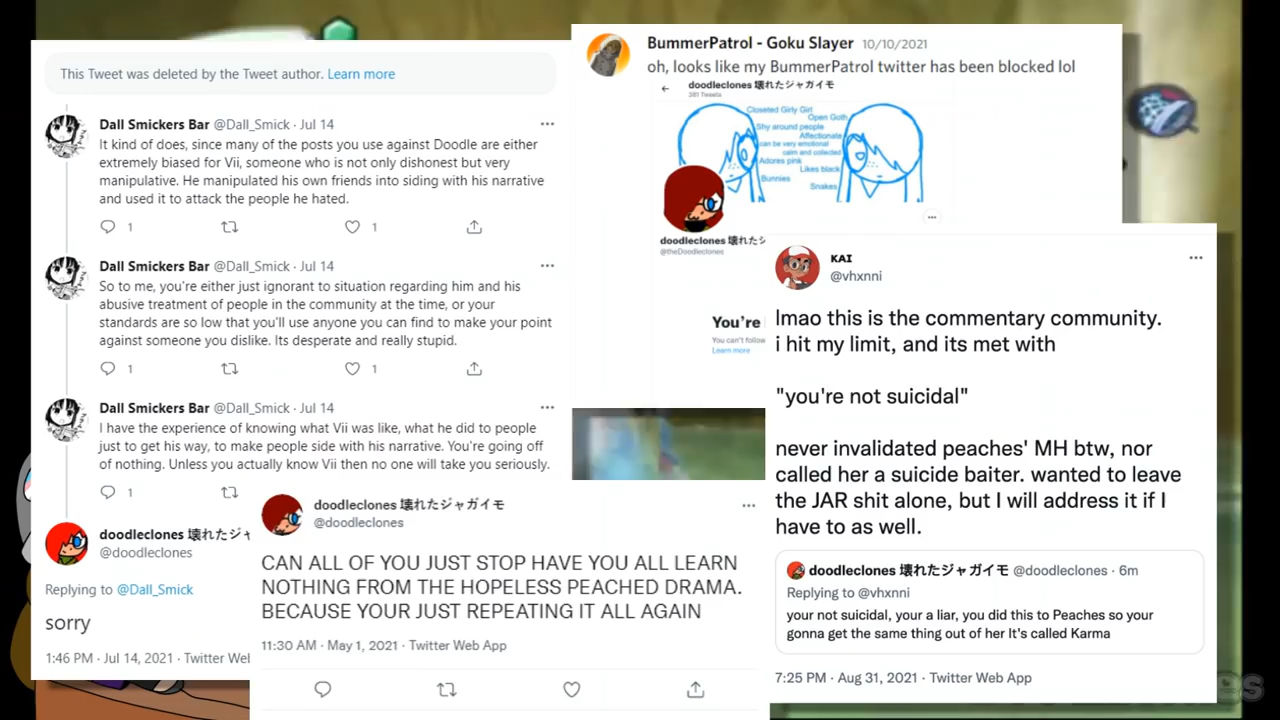 This Tweet was deleted by the Tweet author. Learn more
Dall Smickers Bar @Dall_Smick · Jul 14
It kind of does, since many of the posts you use against Doodle are either
extremely biased for Vii, someone who is not only dishonest but very
manipulative. He manipulated his own friends into siding with his narrative
and used it to attack the people he hated.
1
1
Dall Smickers Bar @Dall_Smick · Jul 14
So to me, you're either just ignorant to situation regarding him and his
abusive treatment of people in the community at the time, or your
standards are so low that you'll use anyone you can find to make your point
against someone you dislike. Its desperate and really stupid.
1
1
Dall Smickers Bar @Dall_Smick · Jul 14
I have the experience of knowing what Vii was like, what he did to people
just to get his way, to make people side with his narrative. You're going off
of nothing. Unless you actually know Vii then no one will take you seriously.
1
doodleclones 壊れたジャ
@doodleclones
Replying to @Dall_Smick
sorry
1:46 PM · Jul 14, 2021 · Twitter Wel
doodleclones 壊れたジャガイモ
@doodleclones
CAN ALL OF YOU JUST STOP HAVE YOU ALL LEARN
NOTHING FROM THE HOPELESS PEACHED DRAMA.
BECAUSE YOUR JUST REPEATING IT ALL AGAIN
11:30 AM · May 1, 2021 · Twitter Web App
BummerPatrol - Goku Slayer 10/10/2021
oh, looks like my BummerPatrol twitter has been blocked lol
doodleclones 壊れたジャガイモ
381 Tweets
Closeted Girly Girl
Open Goth
Shy around people
Affectionate
can be very emotional
calm and collected
Adores pink
Likes black
Bunnies
Snakes
doodleclones 壊れたジ
@theDoodleclones
You're
You can't follow
Learn more
KAI
@vhxnni
lmao this is the commentary community.
i hit my limit, and its met with
"you're not suicidal"
never invalidated peaches' MH btw, nor
called her a suicide baiter. wanted to leave
the JAR shit alone, but I will address it if I
have to as well.
doodleclones 壊れたジャガイモ @doodleclones · 6m
Replying to @vhxnni
your not suicidal, your a liar, you did this to Peaches so your
gonna get the same thing out of her It's called Karma
7:25 PM · Aug 31, 2021 · Twitter Web App